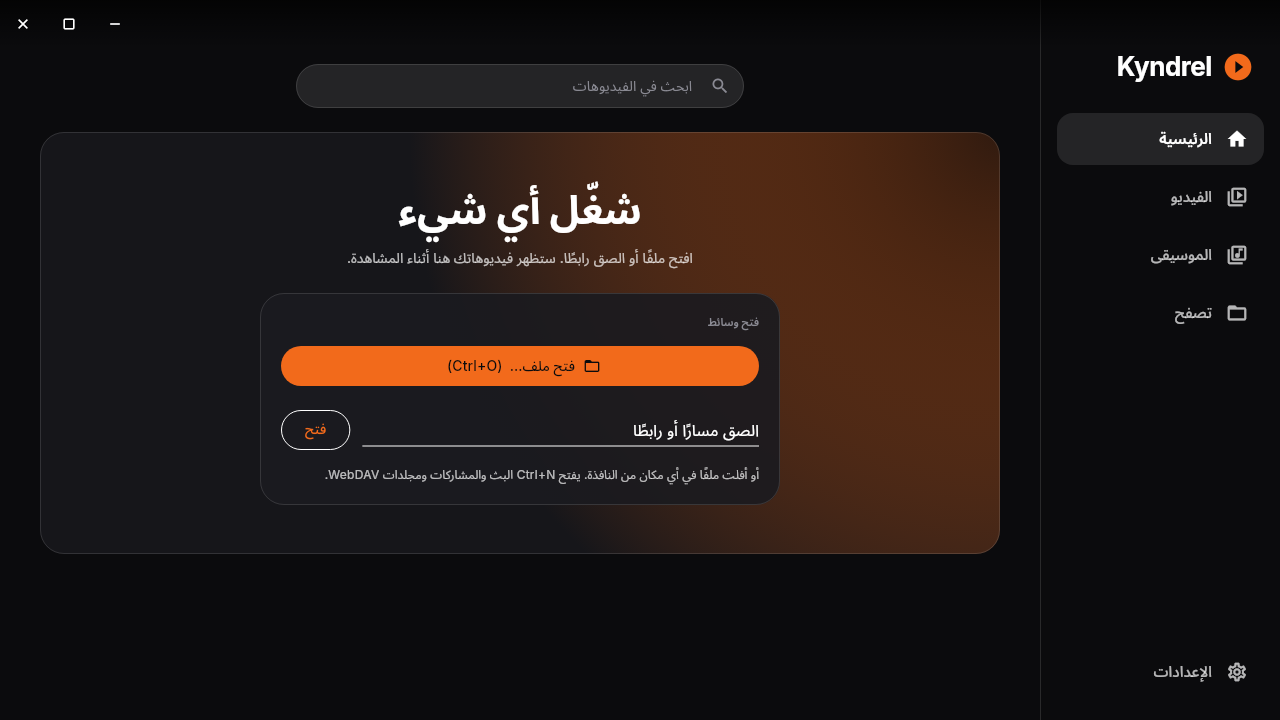 Kyndrel
الرئيسية
الفيديو
الموسيقى
تصفح
الإعدادات
ابحث في الفيديوهات
شغّل أي شيء
افتح ملفًا أو الصق رابطًا. ستظهر فيديوهاتك هنا أثناء المشاهدة.
فتح وسائط
فتح ملف… (Ctrl+O)
الصق مسارًا أو رابطًا
فتح
أو أفلت ملفًا في أي مكان من النافذة. يفتح Ctrl+N البث والمشاركات ومجلدات WebDAV.